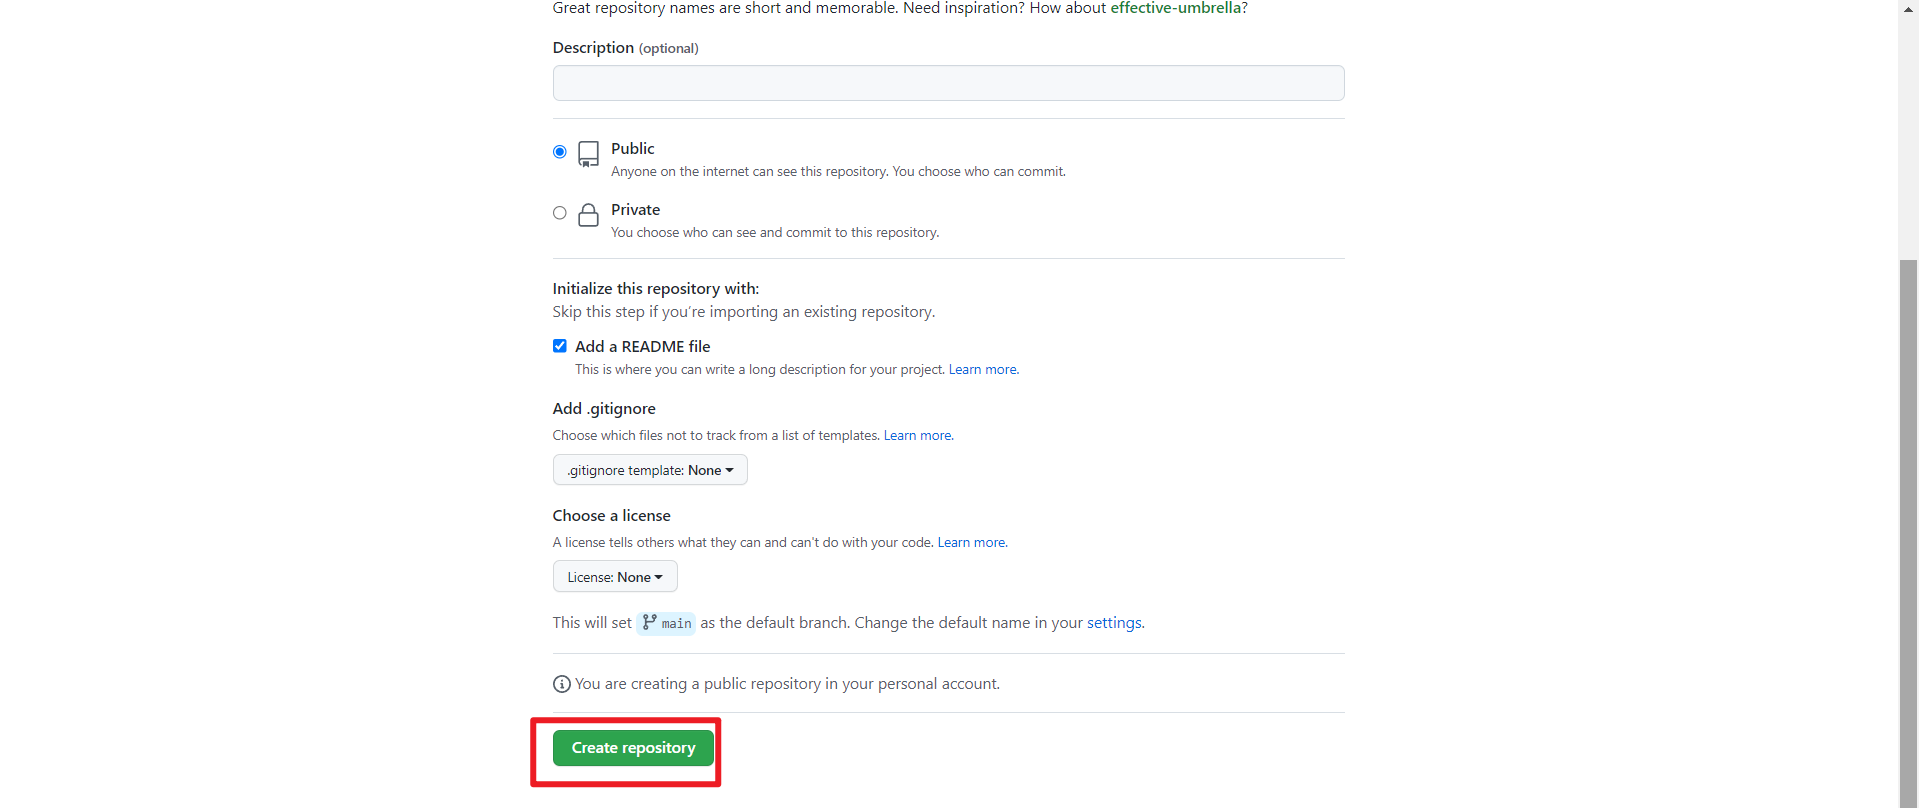 Great repository names are short and memorable. Need inspiration? How about effective-umbrella?
Description (optional)
Public
Anyone on the internet can see this repository. You choose who can commit.
Private
You choose who can see and commit to this repository.
Initialize this repository with:
Skip this step if you’re importing an existing repository.
Add a README file
This is where you can write a long description for your project. Learn more.
Add .gitignore
Choose which files not to track from a list of templates. Learn more.
.gitignore template: None
Choose a license
A license tells others what they can and can't do with your code. Learn more.
License: None
This will set main as the default branch. Change the default name in your settings.
You are creating a public repository in your personal account.
Create repository